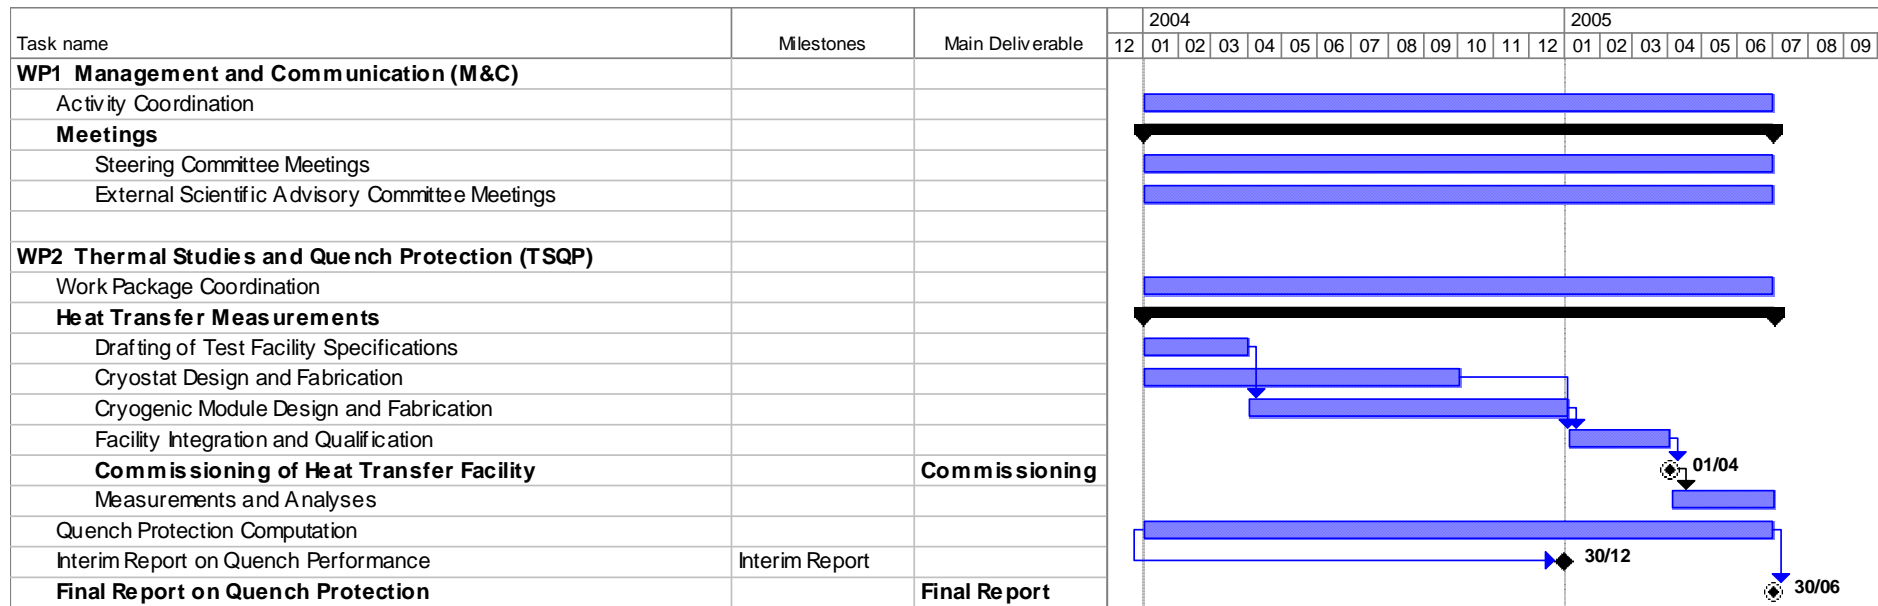 2004 2005
Task name Milestones Main Deliverable 12 01 02 03 04 05 06 07 08 09 10 11 12 01 02 03 04 05 06 07 08 09
WP1 Management and Communication (M&C)
Activity Coordination
Meetings
Steering Committee Meetings
External Scientific Advisory Committee Meetings
WP2 Thermal Studies and Quench Protection (TSQP)
Work Package Coordination
Heat Transfer Measurements
Drafting of Test Facility Specifications
Cryostat Design and Fabrication
Cryogenic Module Design and Fabrication
Facility Integration and Qualification
Commissioning of Heat Transfer Facility Commissioning 01/04
Measurements and Analyses
Quench Protection Computation
Interim Report on Quench Performance Interim Report 30/12
Final Report on Quench Protection Final Report 30/06